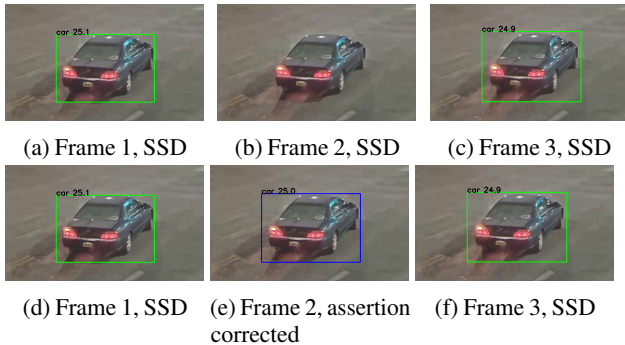 car 25.1
car 24.9
(a) Frame 1, SSD
(b) Frame 2, SSD
(c) Frame 3, SSD
car 25.1
car 25.0
car 24.9
(d) Frame 1, SSD
(e) Frame 2, assertion
corrected
(f) Frame 3, SSD